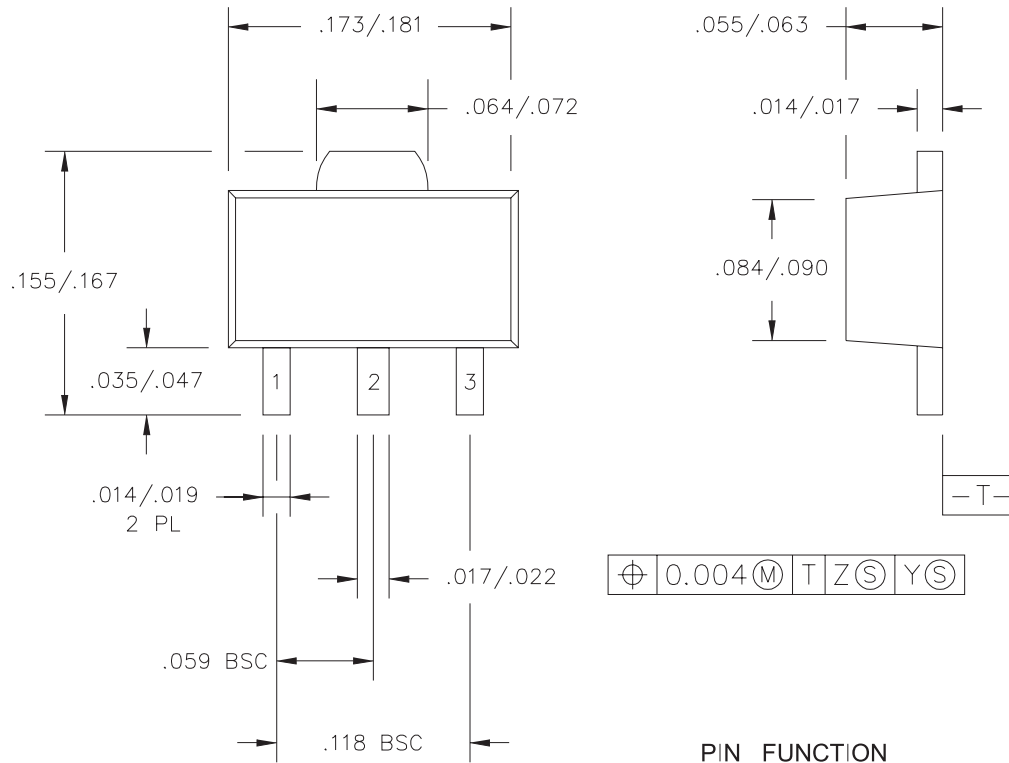 .173/.181
.055/.063
.064/.072
.014/.017
.155/.167
.084/.090
.035/.047
1 2 3
.014/.019
2 PL
-T-
.017/.022
⌖ 0.004 Ⓜ T Z Ⓢ Y Ⓢ
.059 BSC
.118 BSC
PIN FUNCTION